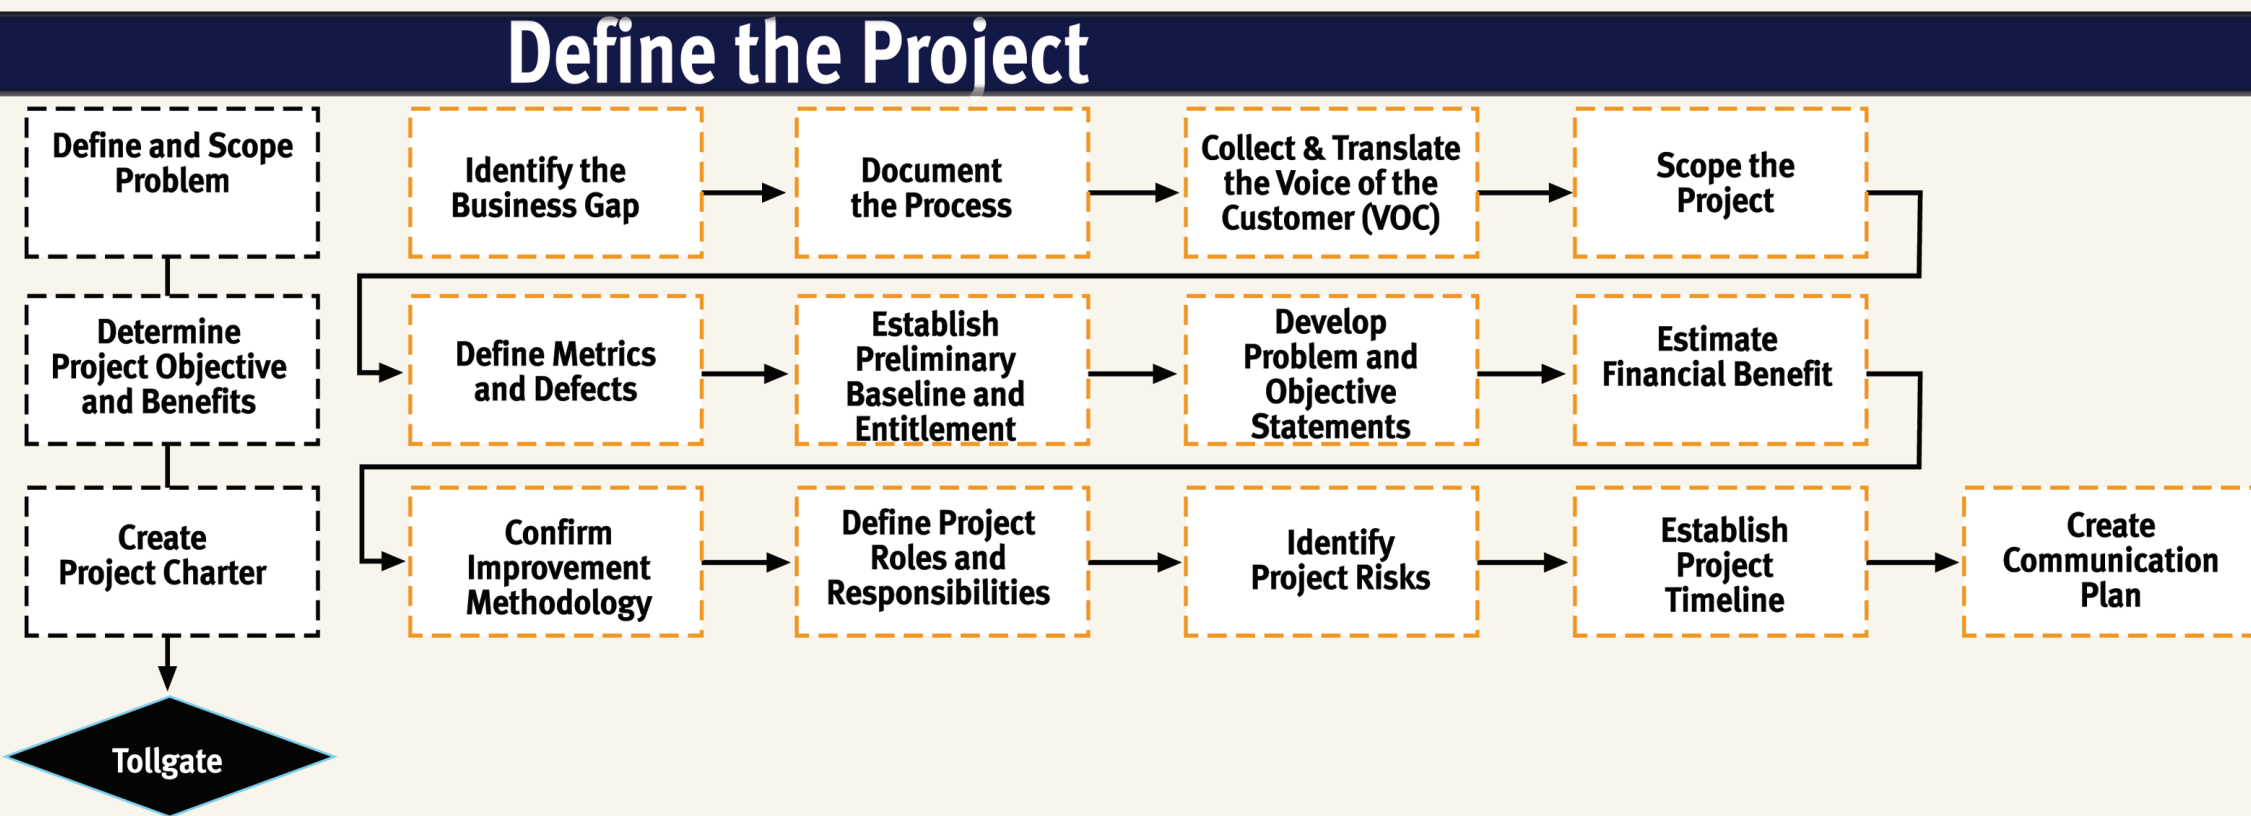 Define the Project
Define and Scope
Problem
Identify the
Business Gap
Document
the Process
Collect & Translate
the Voice of the
Customer (VOC)
Scope the
Project
Determine
Project Objective
and Benefits
Define Metrics
and Defects
Establish
Preliminary
Baseline and
Entitlement
Develop
Problem and
Objective
Statements
Estimate
Financial Benefit
Create
Project Charter
Confirm
Improvement
Methodology
Define Project
Roles and
Responsibilities
Identify
Project Risks
Establish
Project
Timeline
Create
Communication
Plan
Tollgate